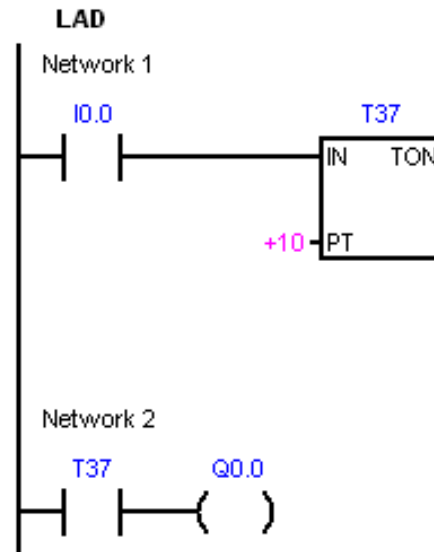 LAD
Network 1
I0.0
T37
IN TON
+10 PT
Network 2
T37 Q0.0